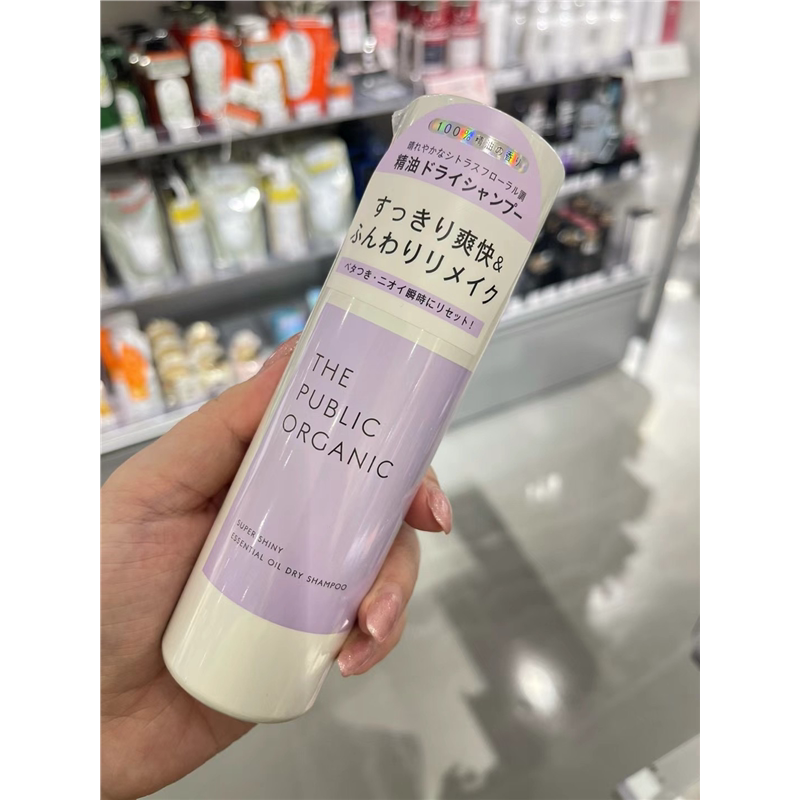 100%精油の香り
晴れやかなシトラスフローラル調
精油ドライシャンプー
すっきり爽快&
ふんわりリメイク
ベタつき・ニオイ瞬時にリセット!
THE
PUBLIC
ORGANIC
SUPER SHINY
ESSENTIAL OIL DRY SHAMPOO